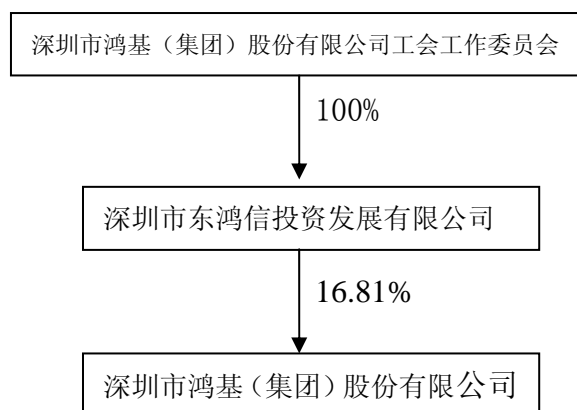 深圳市鸿基（集团）股份有限公司工会工作委员会
100%
深圳市东鸿信投资发展有限公司
16.81%
深圳市鸿基（集团）股份有限公司